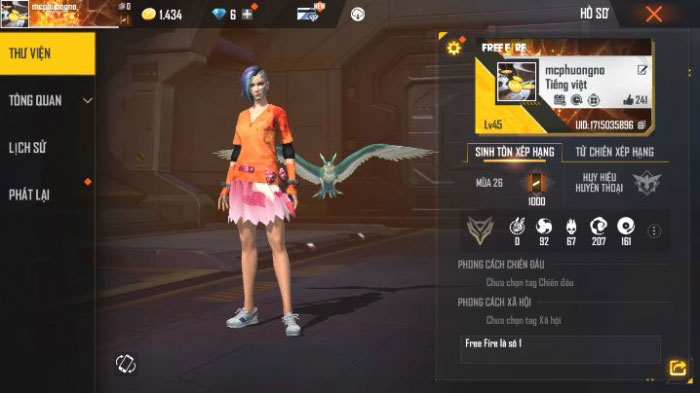 mcphuongno
1.434
6
NEW
HỒ SƠ
THƯ VIỆN
TỔNG QUAN
LỊCH SỬ
PHÁT LẠI
FREE FIRE
mcphuongno
Tiếng việt
241
Lv45
UID:1715035896
SINH TỒN XẾP HẠNG
TỬ CHIẾN XẾP HẠNG
MÙA 26
1000
HUY HIỆU
HUYỀN THOẠI
0
92
67
207
161
PHONG CÁCH CHIẾN ĐẤU
Chưa chọn tag Chiến đấu
PHONG CÁCH XÃ HỘI
Chưa chọn tag Xã hội
Free Fire là số 1